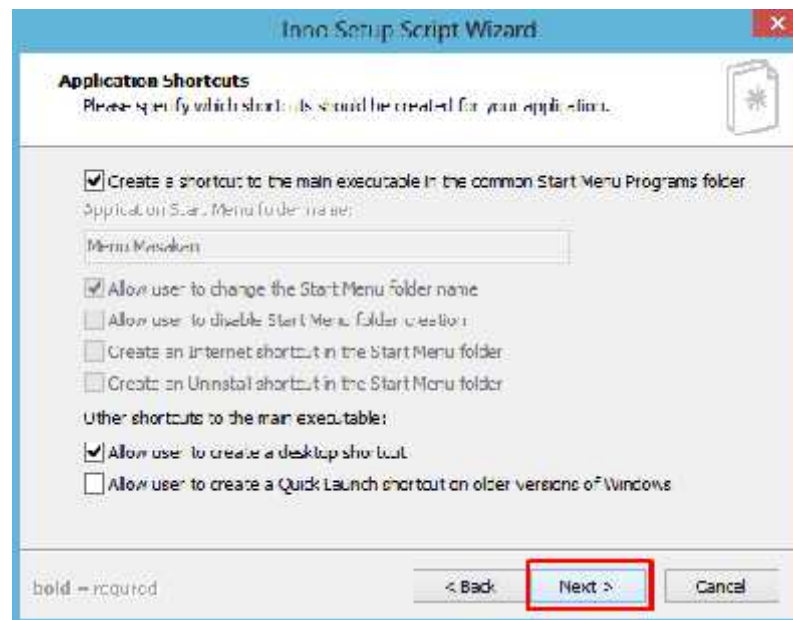 Inno Setup Script Wizard
Application Shortcuts
Please specify which shortcuts should be created for your application.
Create a shortcut to the main executable in the common Start Menu Programs folder
Application Start Menu folder name:
Menu Masakan
Allow user to change the Start Menu folder name
Allow user to disable Start Menu folder creation
Create an Internet shortcut in the Start Menu folder
Create an Uninstall shortcut in the Start Menu folder
Other shortcuts to the main executable:
Allow user to create a desktop shortcut
Allow user to create a Quick Launch shortcut on older versions of Windows
bold = required
< Back
Next >
Cancel